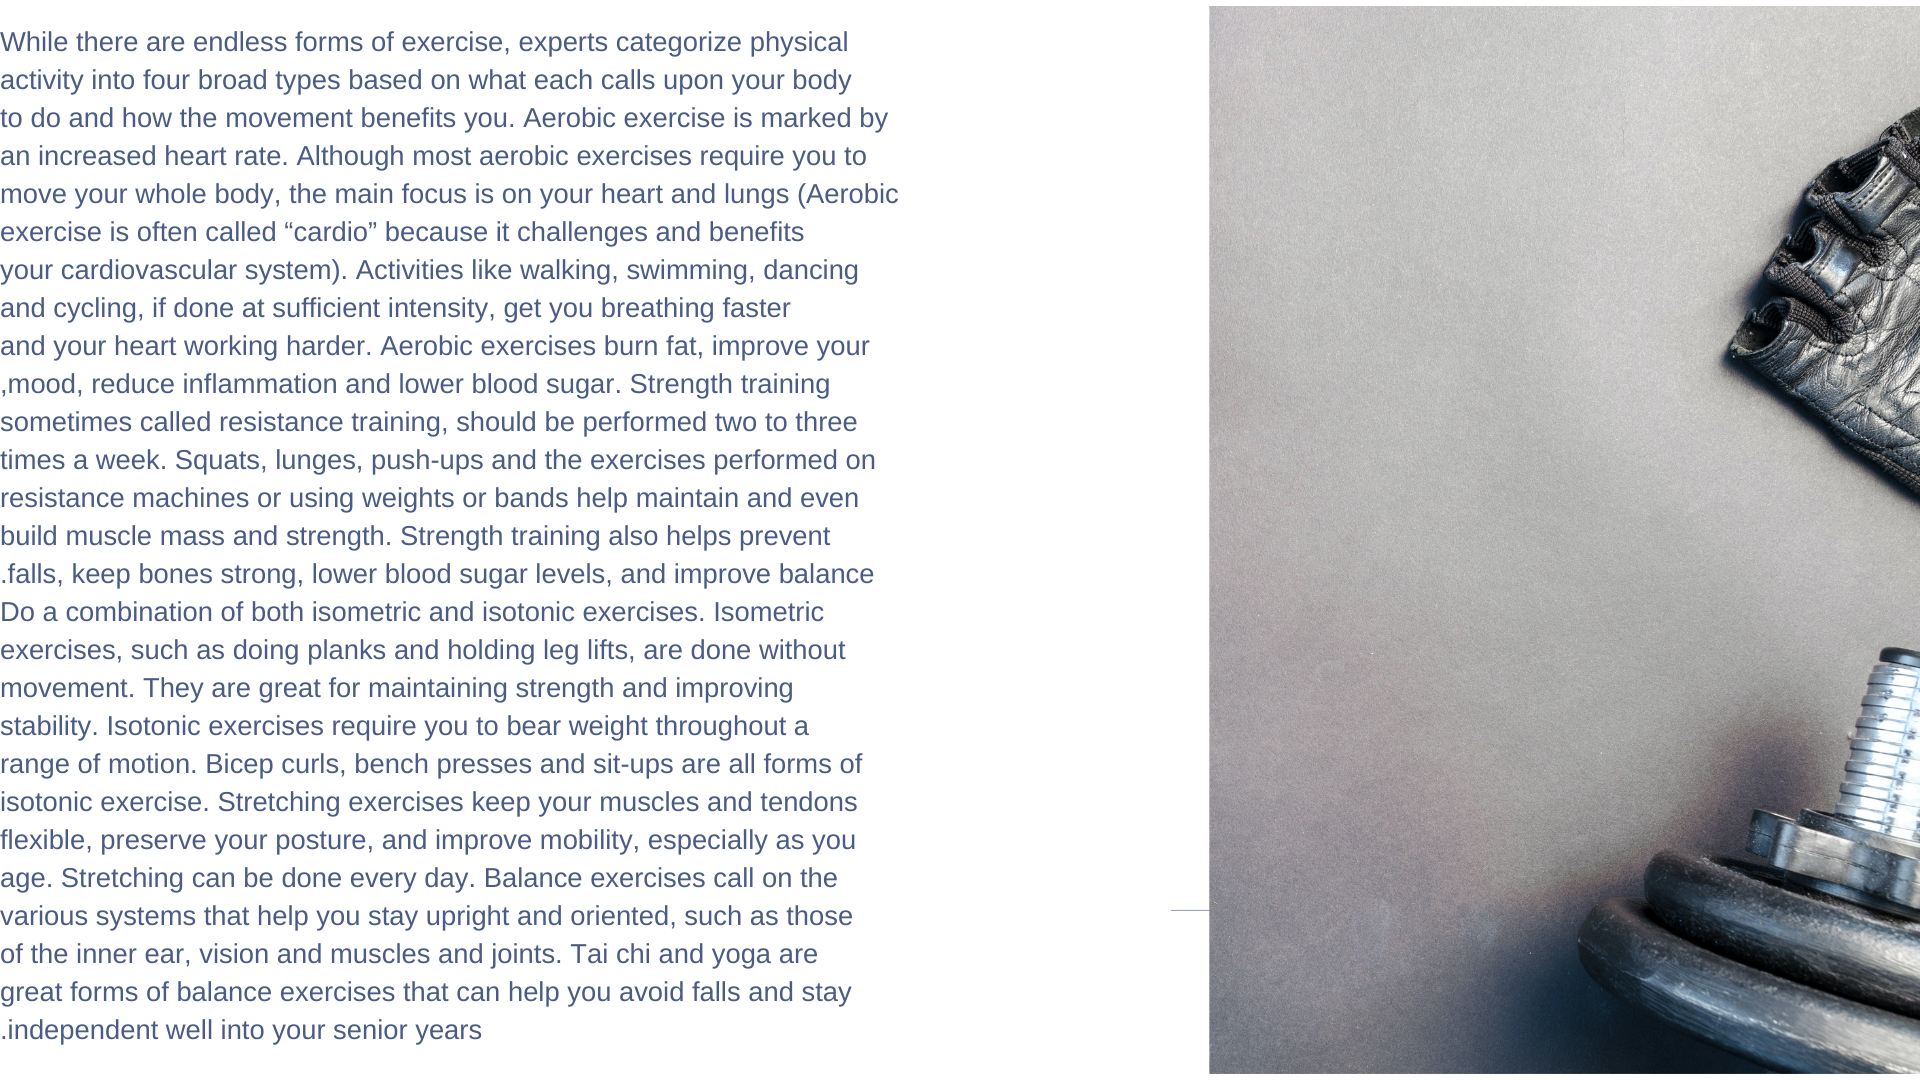 While there are endless forms of exercise, experts categorize physical
activity into four broad types based on what each calls upon your body
to do and how the movement benefits you. Aerobic exercise is marked by
an increased heart rate. Although most aerobic exercises require you to
move your whole body, the main focus is on your heart and lungs (Aerobic
exercise is often called “cardio” because it challenges and benefits
your cardiovascular system). Activities like walking, swimming, dancing
and cycling, if done at sufficient intensity, get you breathing faster
and your heart working harder. Aerobic exercises burn fat, improve your
,mood, reduce inflammation and lower blood sugar. Strength training
sometimes called resistance training, should be performed two to three
times a week. Squats, lunges, push-ups and the exercises performed on
resistance machines or using weights or bands help maintain and even
build muscle mass and strength. Strength training also helps prevent
.falls, keep bones strong, lower blood sugar levels, and improve balance
Do a combination of both isometric and isotonic exercises. Isometric
exercises, such as doing planks and holding leg lifts, are done without
movement. They are great for maintaining strength and improving
stability. Isotonic exercises require you to bear weight throughout a
range of motion. Bicep curls, bench presses and sit-ups are all forms of
isotonic exercise. Stretching exercises keep your muscles and tendons
flexible, preserve your posture, and improve mobility, especially as you
age. Stretching can be done every day. Balance exercises call on the
various systems that help you stay upright and oriented, such as those
of the inner ear, vision and muscles and joints. Tai chi and yoga are
great forms of balance exercises that can help you avoid falls and stay
.independent well into your senior years